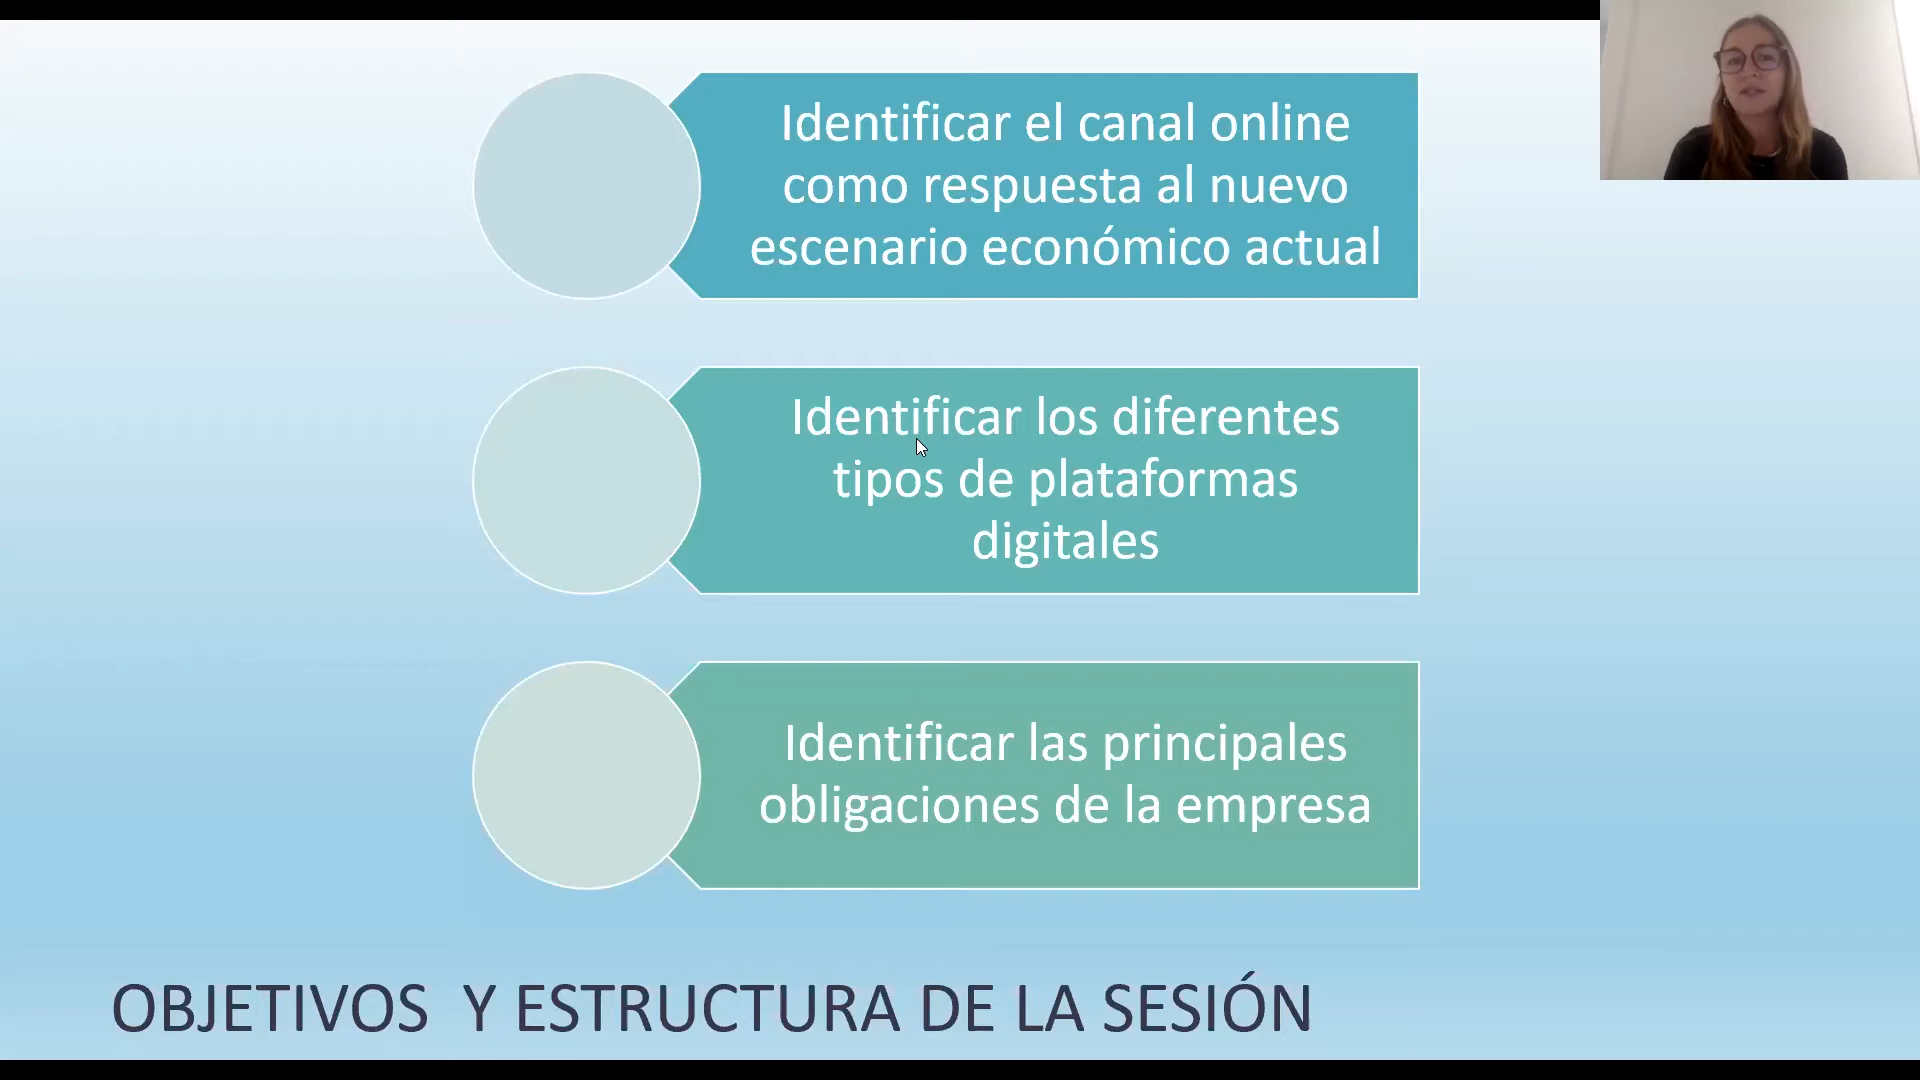 Identificar el canal online
como respuesta al nuevo
escenario económico actual
Identificar los diferentes
tipos de plataformas
digitales
Identificar las principales
obligaciones de la empresa
OBJETIVOS Y ESTRUCTURA DE LA SESIÓN